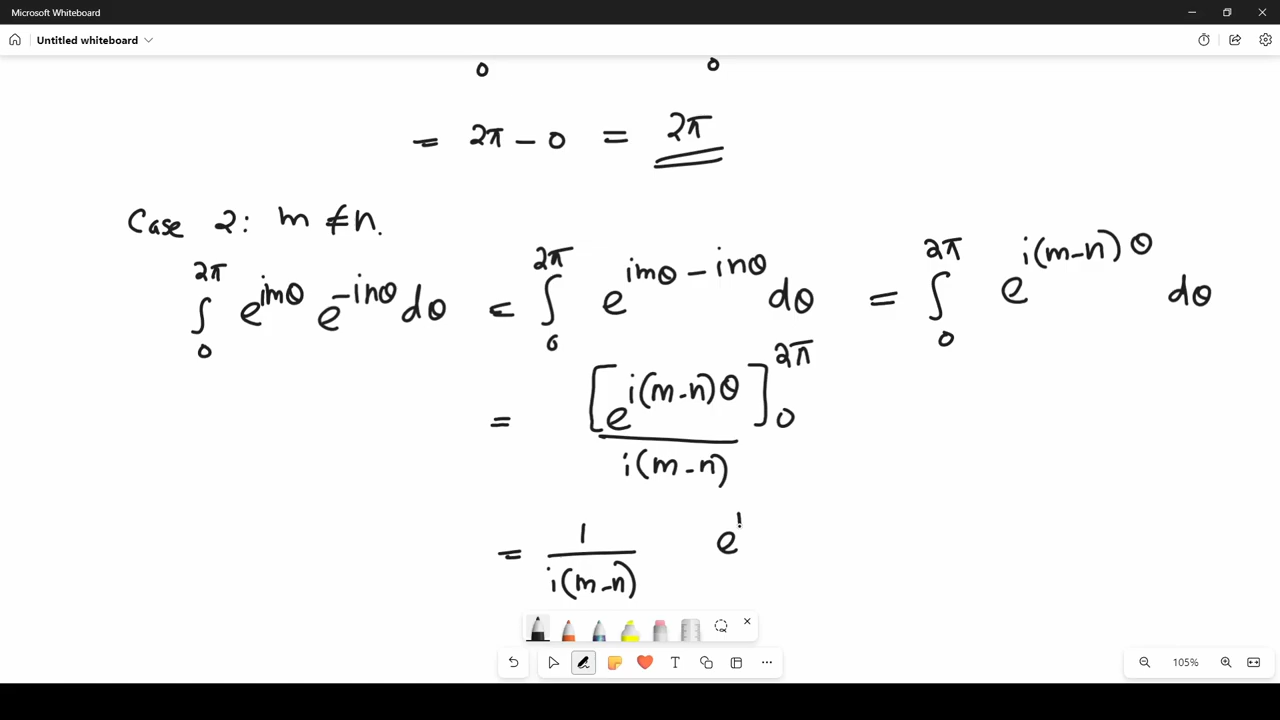 Microsoft Whiteboard
Untitled whiteboard
0 0
= 2π - 0 = 2π
Case 2: m ≠ n.
∫₀^{2π} e^{imθ} e^{-inθ} dθ = ∫₀^{2π} e^{imθ - inθ} dθ = ∫₀^{2π} e^{i(m-n)θ} dθ
= [e^{i(m-n)θ}]₀^{2π} / i(m-n)
= 1 / i(m-n) e^{i
105%